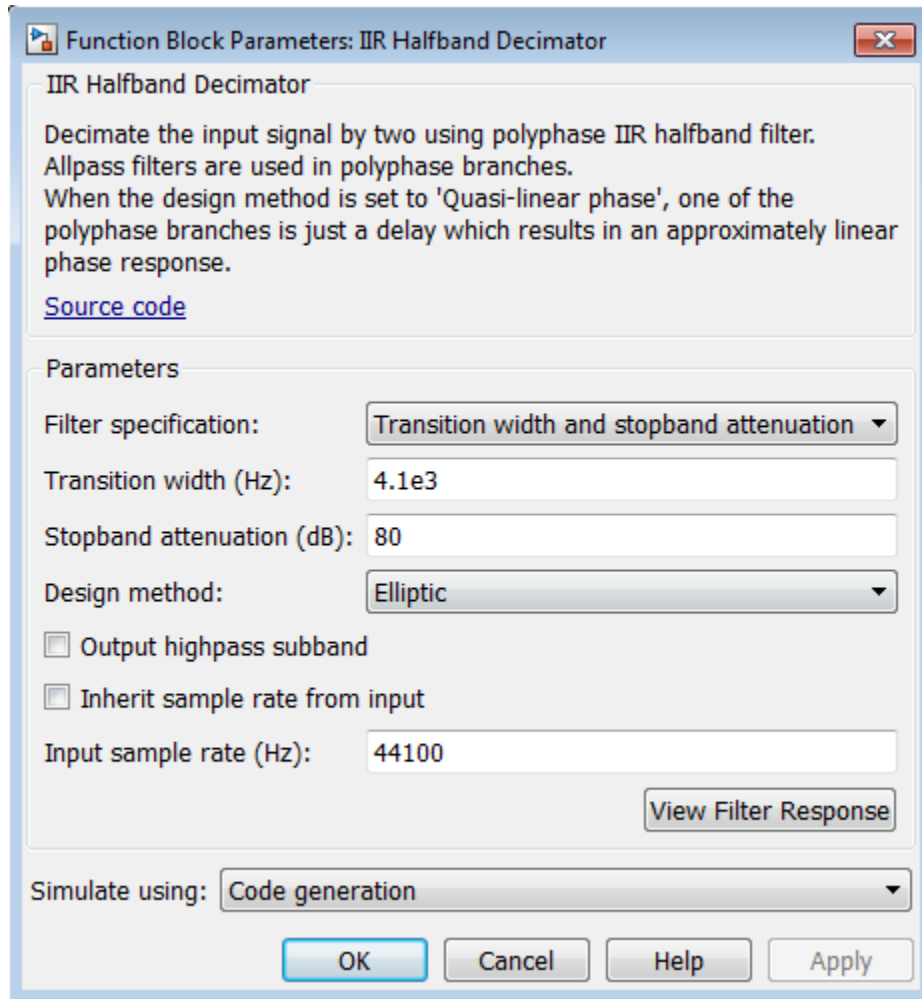 Function Block Parameters: IIR Halfband Decimator
IIR Halfband Decimator
Decimate the input signal by two using polyphase IIR halfband filter.
Allpass filters are used in polyphase branches.
When the design method is set to 'Quasi-linear phase', one of the
polyphase branches is just a delay which results in an approximately linear
phase response.
Source code
Parameters
Filter specification: Transition width and stopband attenuation
Transition width (Hz): 4.1e3
Stopband attenuation (dB): 80
Design method: Elliptic
Output highpass subband
Inherit sample rate from input
Input sample rate (Hz): 44100
View Filter Response
Simulate using: Code generation
OK Cancel Help Apply